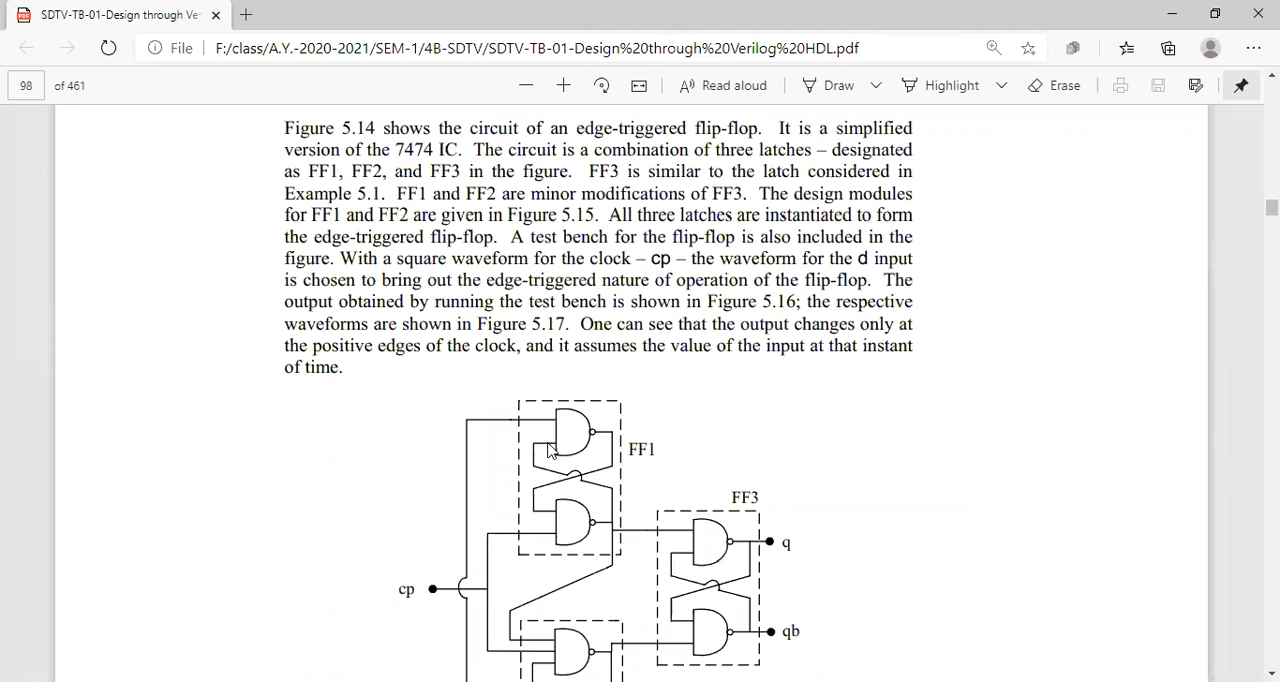 SDTV-TB-01-Design through Ve
File F:/class/A.Y.-2020-2021/SEM-1/4B-SDTV/SDTV-TB-01-Design%20through%20Verilog%20HDL.pdf
98 of 461 Read aloud Draw Highlight Erase
Figure 5.14 shows the circuit of an edge-triggered flip-flop. It is a simplified
version of the 7474 IC. The circuit is a combination of three latches – designated
as FF1, FF2, and FF3 in the figure. FF3 is similar to the latch considered in
Example 5.1. FF1 and FF2 are minor modifications of FF3. The design modules
for FF1 and FF2 are given in Figure 5.15. All three latches are instantiated to form
the edge-triggered flip-flop. A test bench for the flip-flop is also included in the
figure. With a square waveform for the clock – cp – the waveform for the d input
is chosen to bring out the edge-triggered nature of operation of the flip-flop. The
output obtained by running the test bench is shown in Figure 5.16; the respective
waveforms are shown in Figure 5.17. One can see that the output changes only at
the positive edges of the clock, and it assumes the value of the input at that instant
of time.
FF1
FF3
q
cp
qb